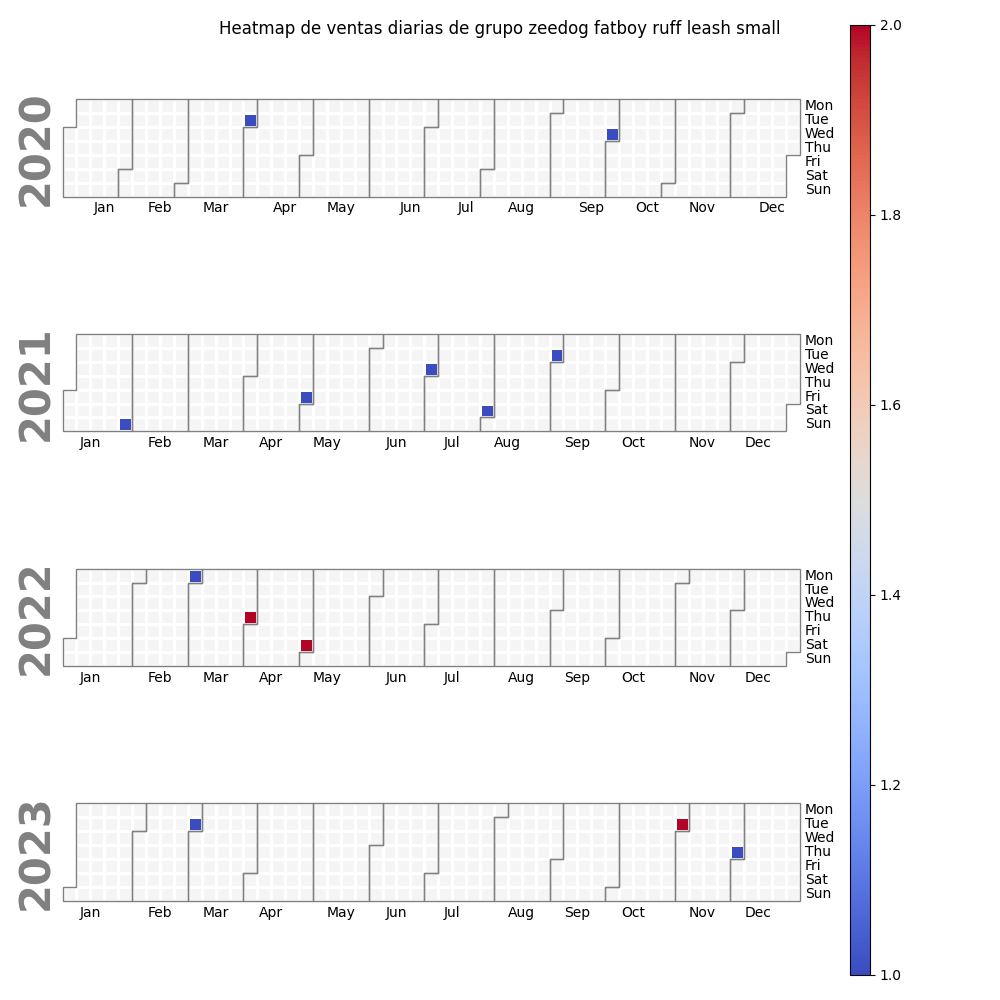 Heatmap de ventas diarias de grupo zeedog fatboy ruff leash small
2.0
1.8
1.6
1.4
1.2
1.0
2020
Mon
Tue
Wed
Thu
Fri
Sat
Sun
Jan Feb Mar Apr May Jun Jul Aug Sep Oct Nov Dec
2021
Mon
Tue
Wed
Thu
Fri
Sat
Sun
Jan Feb Mar Apr May Jun Jul Aug Sep Oct Nov Dec
2022
Mon
Tue
Wed
Thu
Fri
Sat
Sun
Jan Feb Mar Apr May Jun Jul Aug Sep Oct Nov Dec
2023
Mon
Tue
Wed
Thu
Fri
Sat
Sun
Jan Feb Mar Apr May Jun Jul Aug Sep Oct Nov Dec